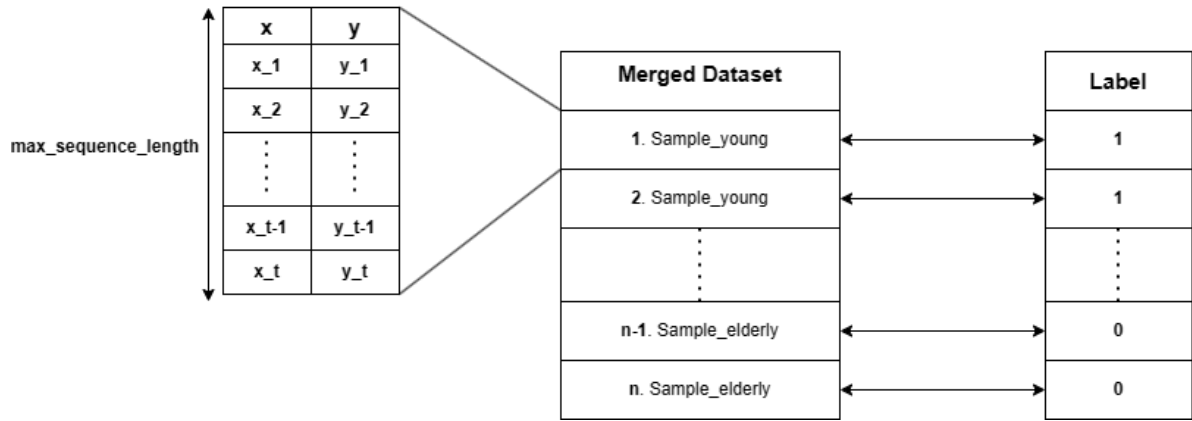 x y
x_1 y_1
x_2 y_2
max_sequence_length
x_t-1 y_t-1
x_t y_t
Merged Dataset
1. Sample_young
2. Sample_young
n-1. Sample_elderly
n. Sample_elderly
Label
1
1
0
0